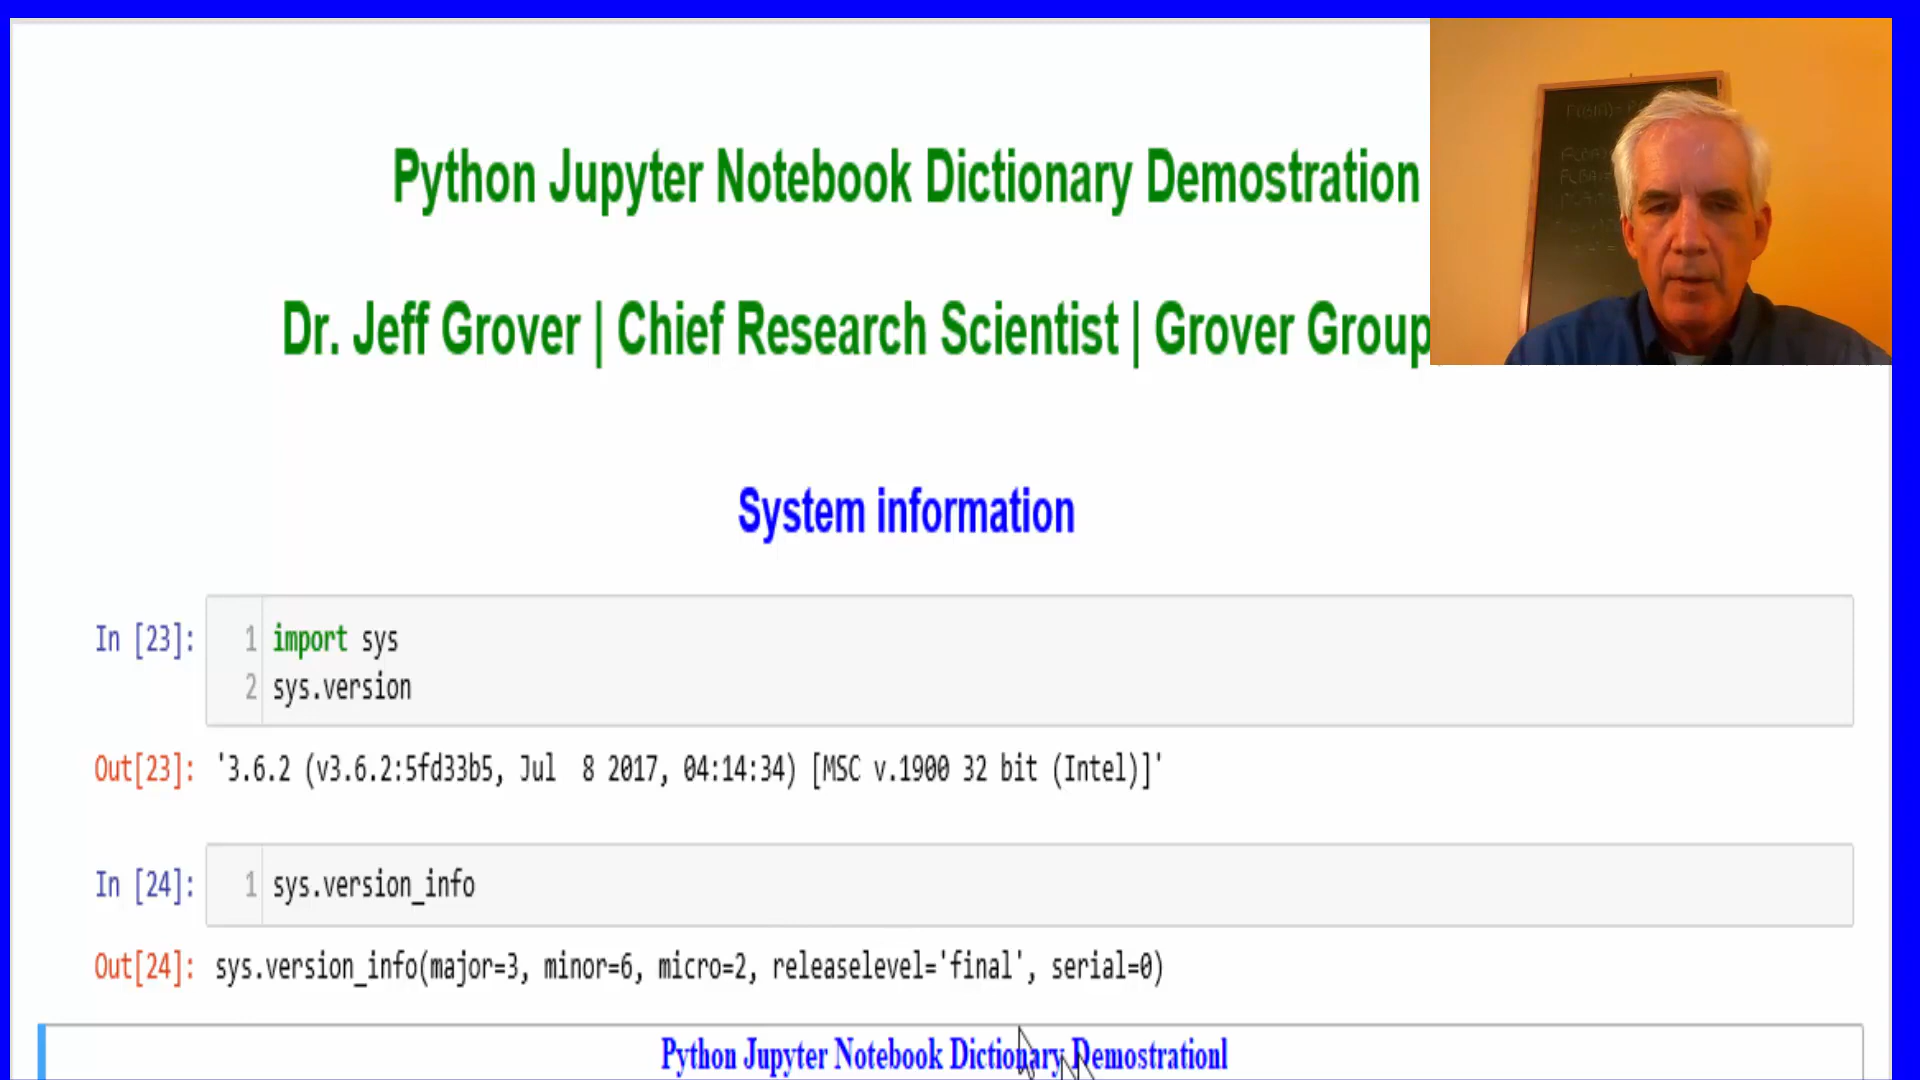 Python Jupyter Notebook Dictionary Demostration
Dr. Jeff Grover | Chief Research Scientist | Grover Group
System information
In [23]: 1 import sys
2 sys.version
Out[23]: '3.6.2 (v3.6.2:5fd33b5, Jul  8 2017, 04:14:34) [MSC v.1900 32 bit (Intel)]'
In [24]: 1 sys.version_info
Out[24]: sys.version_info(major=3, minor=6, micro=2, releaselevel='final', serial=0)
Python Jupyter Notebook Dictionary Demostrationl